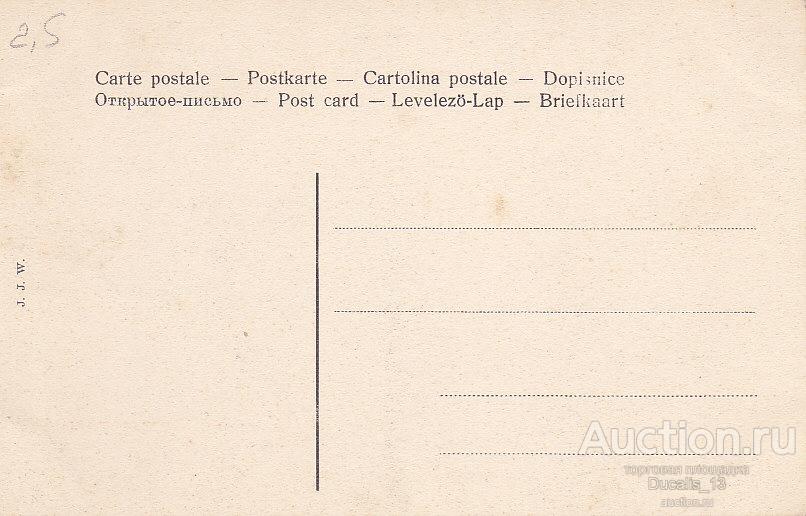 2,5
Carte postale — Postkarte — Cartolina postale — Dopisnice
Открытое-письмо — Post card — Levelező-Lap — Briefkaart
J. J. W.
Auction.ru
торговая площадка
Ducalis_13
auction.ru